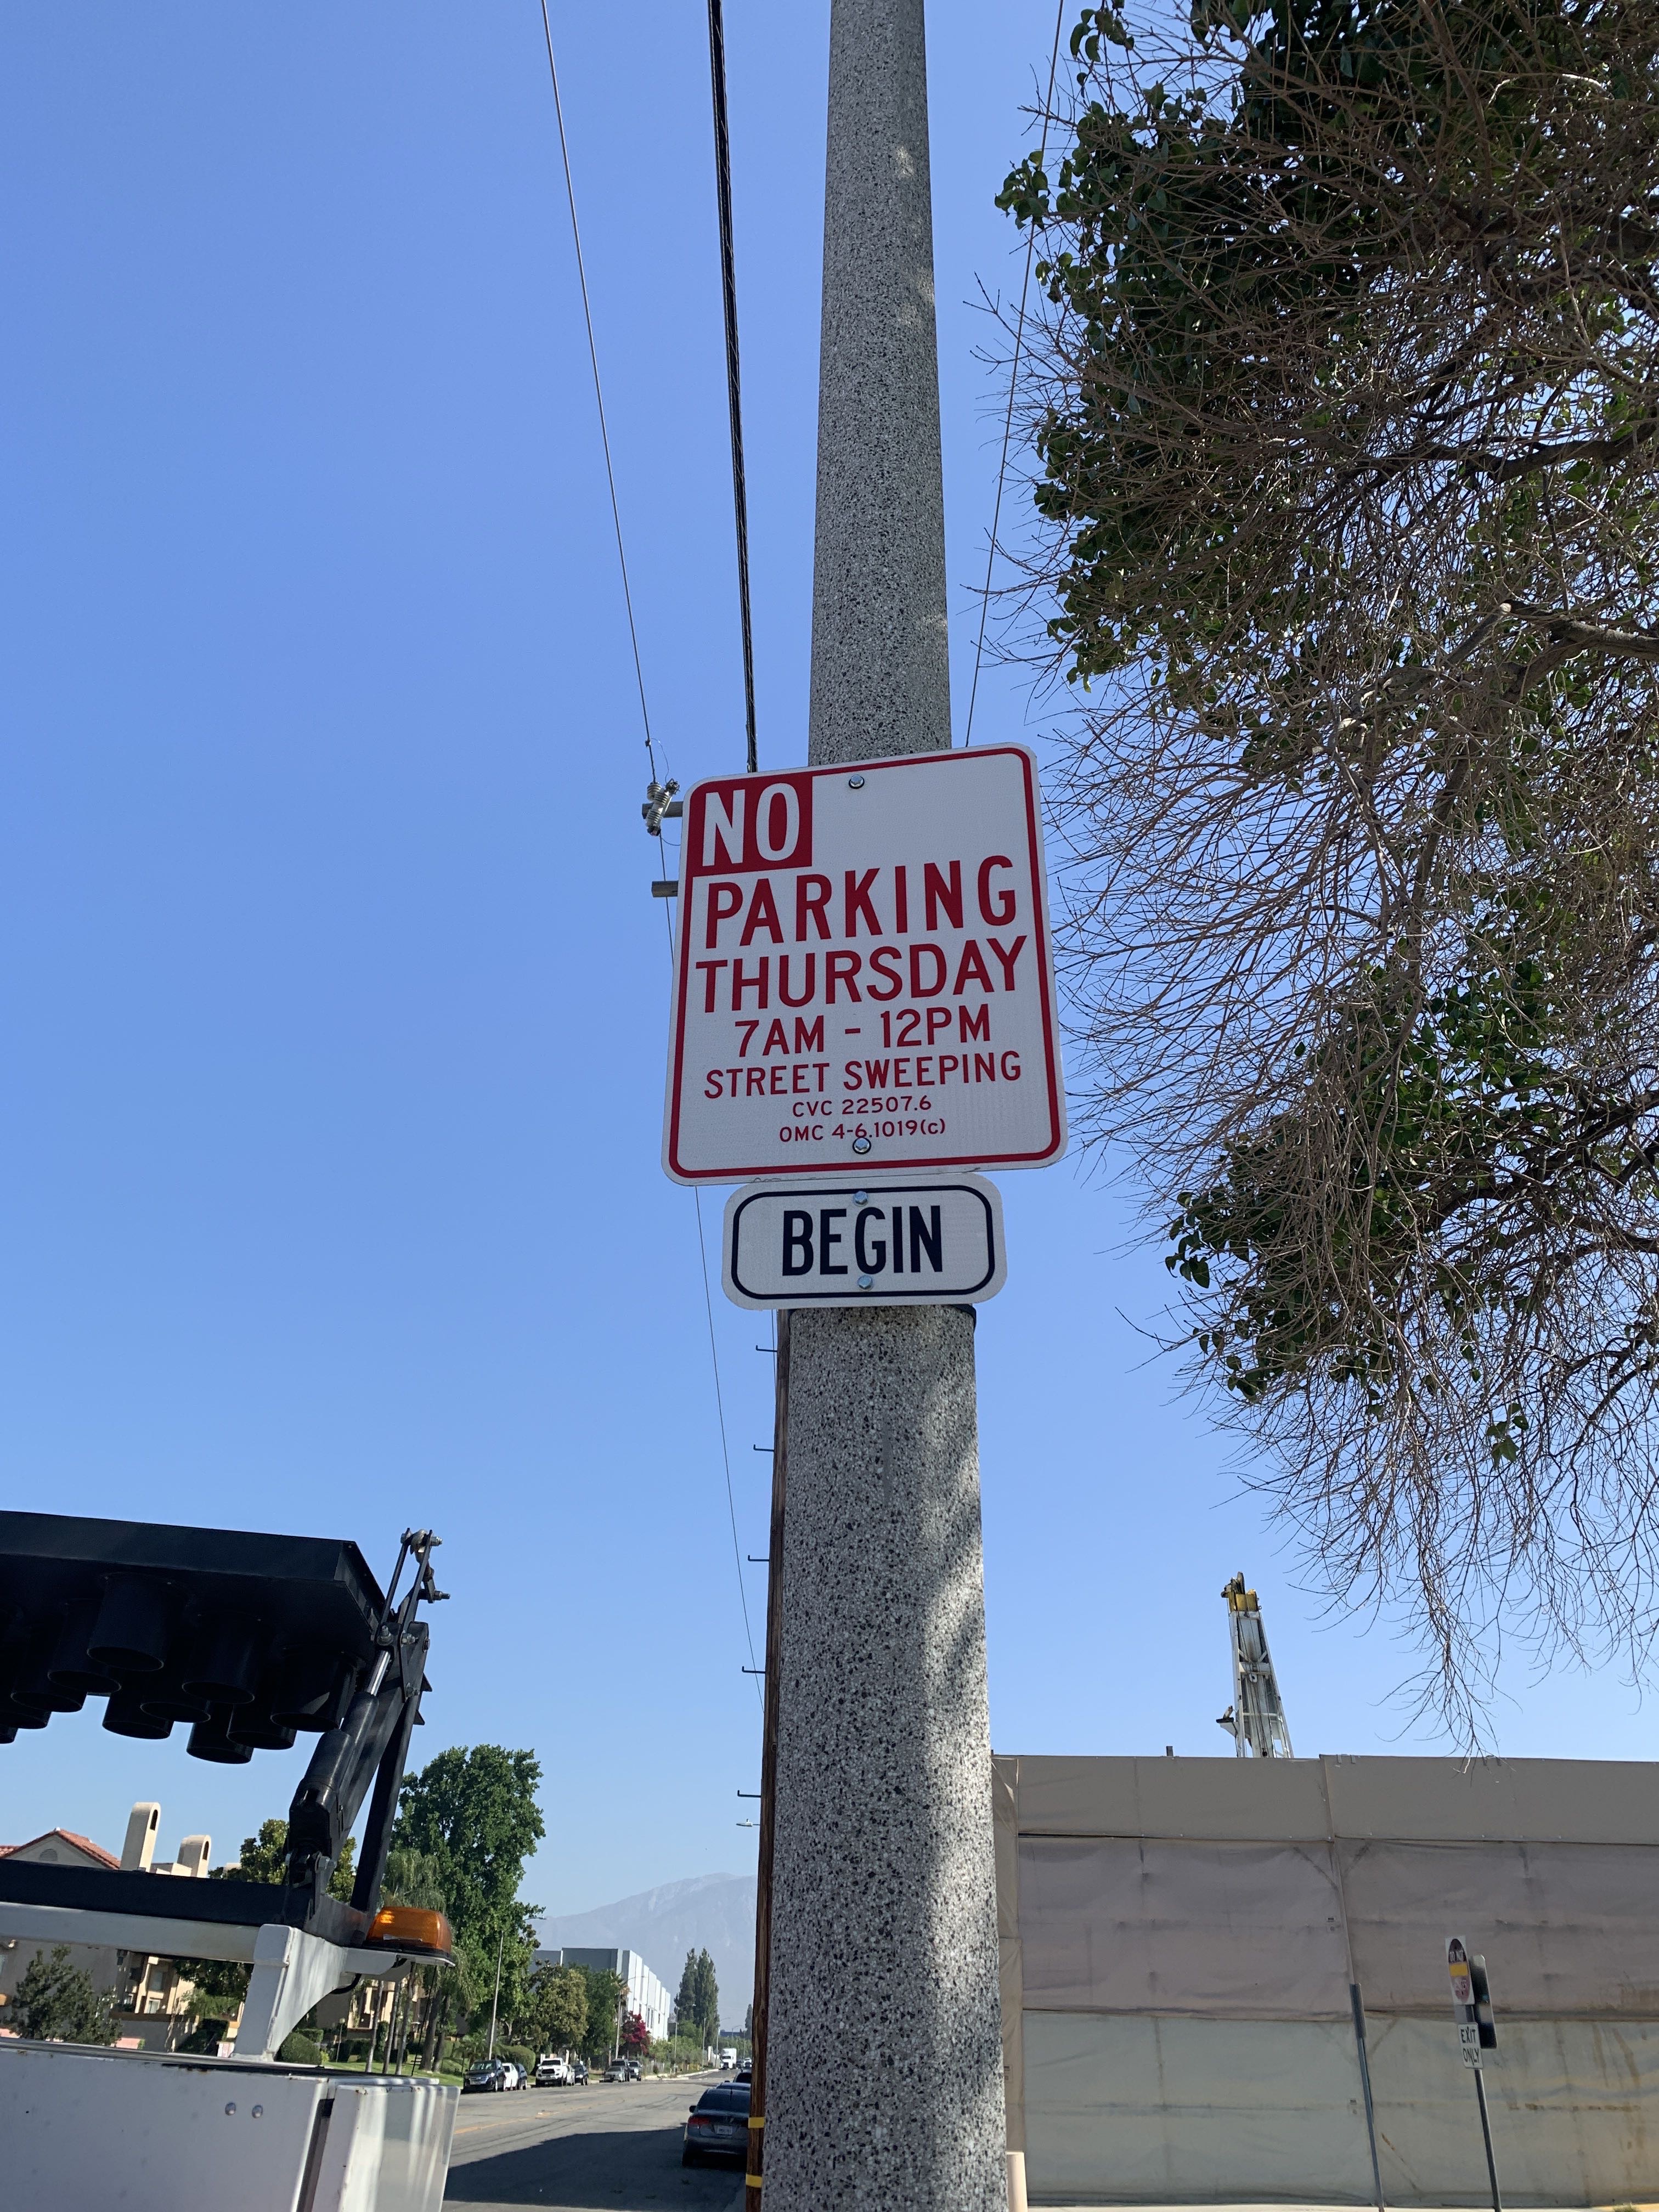 NO
PARKING
THURSDAY
7AM - 12PM
STREET SWEEPING
CVC 22507.6
OMC 4-6.1019(c)
BEGIN
EXIT
ONLY